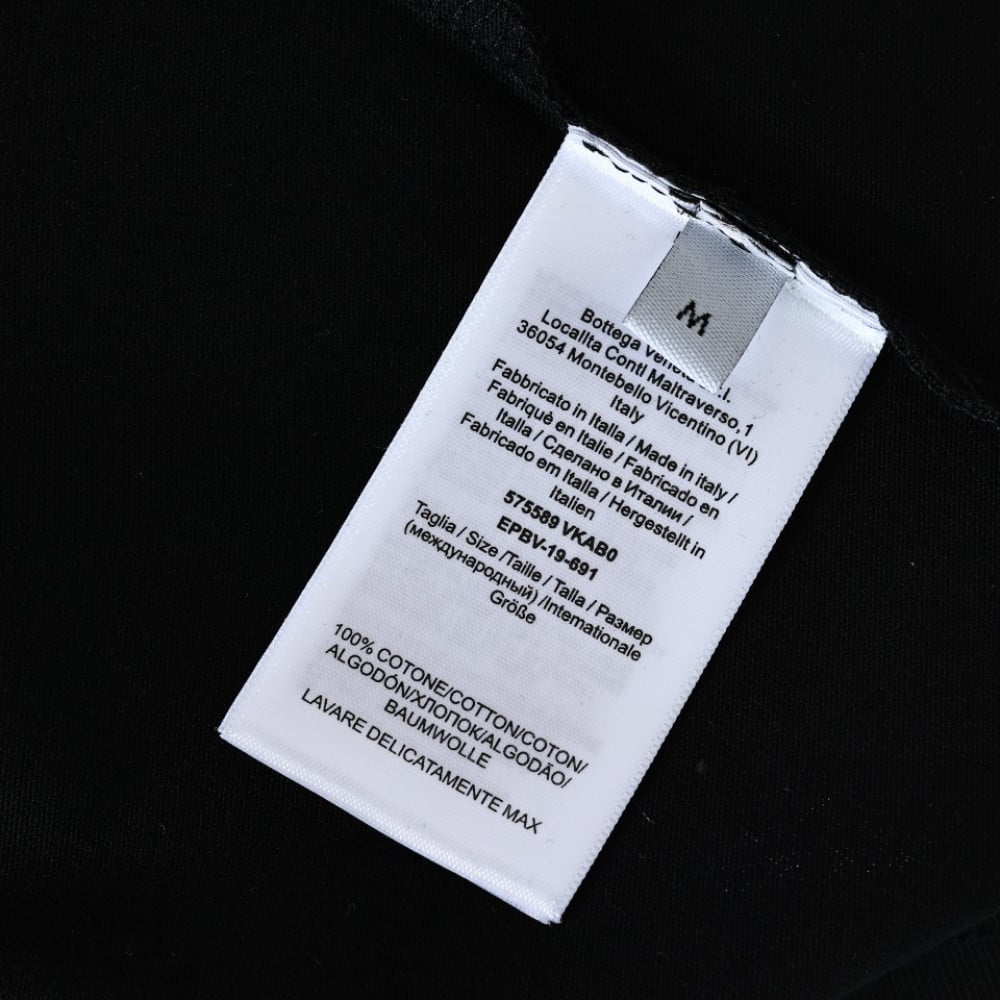 M
Bottega Veneta
Localita Conti Maltraverso, 1
36054 Montebello Vicentino (VI)
Italy
Fabbricato in Italia / Made in italy /
Fabriquè en Italie / Fabricado en
Italia / Сделано в Италии /
Fabricado em Italia / Hergestellt in
Italien
575589 VKAB0
EPBV-19-691
Taglia / Size /Taille / Talla / Размер
(международный) /Internationale
Größe
100% COTONE/COTTON/COTON/
ALGODÓN/ХЛОПОК/ALGODÃO/
BAUMWOLLE
LAVARE DELICATAMENTE MAX